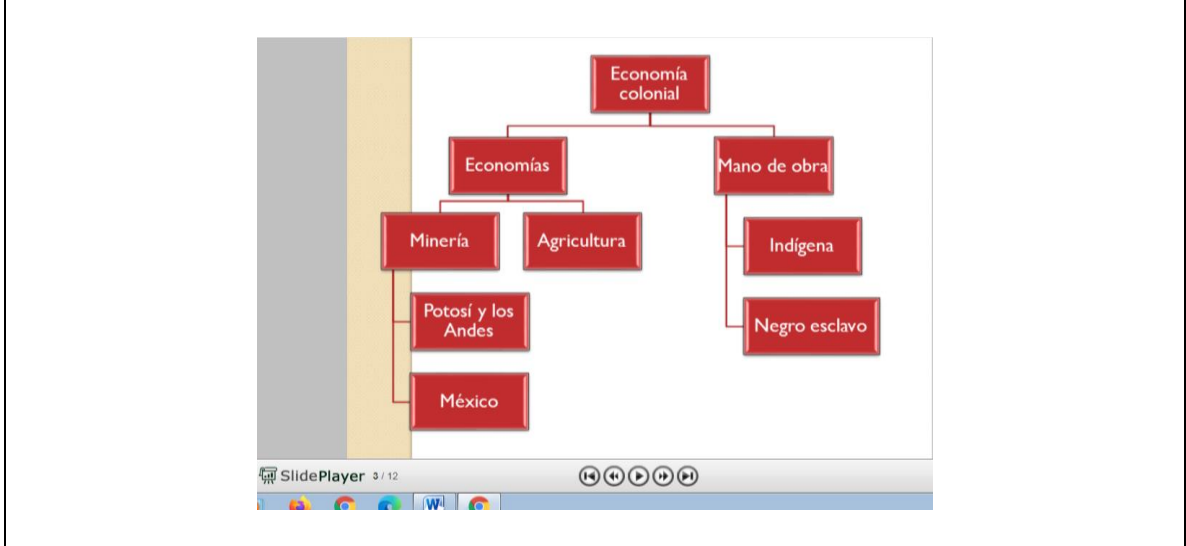 Economía
colonial
Economías
Mano de obra
Minería
Agricultura
Indígena
Potosí y los
Andes
Negro esclavo
México
SlidePlayer 3 / 12